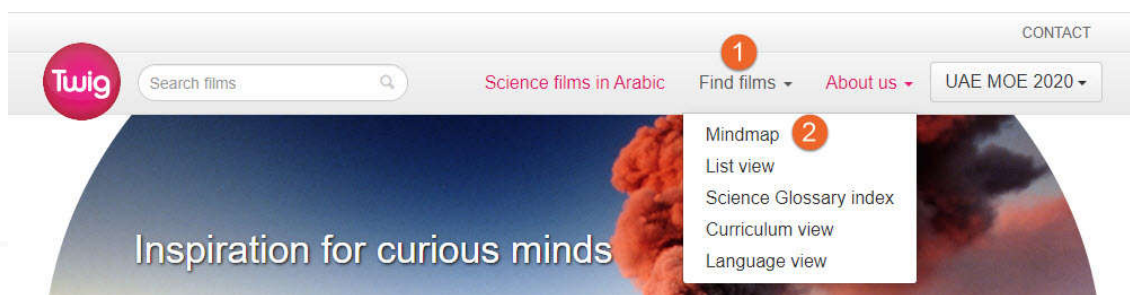 CONTACT
1
Twig
Search films
Science films in Arabic
Find films
About us
UAE MOE 2020
Mindmap 2
List view
Science Glossary index
Curriculum view
Language view
Inspiration for curious minds